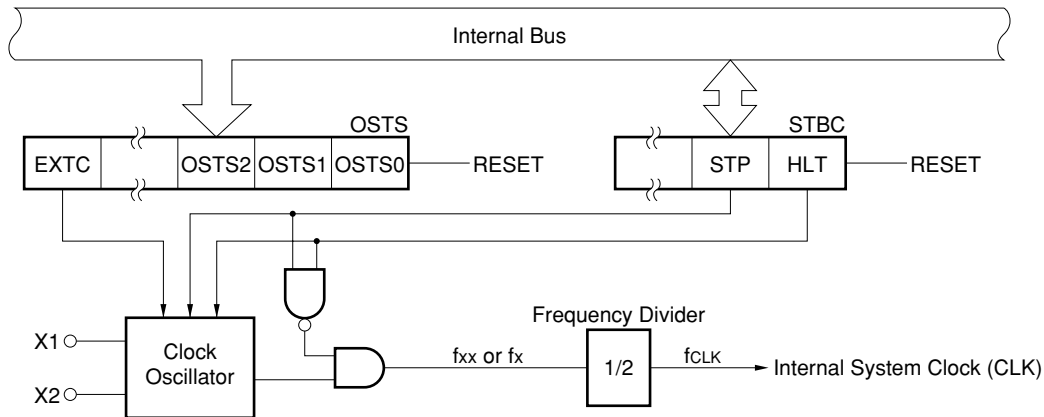 Internal Bus
OSTS
STBC
EXTC
OSTS2
OSTS1
OSTS0
RESET
STP
HLT
RESET
X1
X2
Clock
Oscillator
fXX or fX
Frequency Divider
1/2
fCLK
Internal System Clock (CLK)